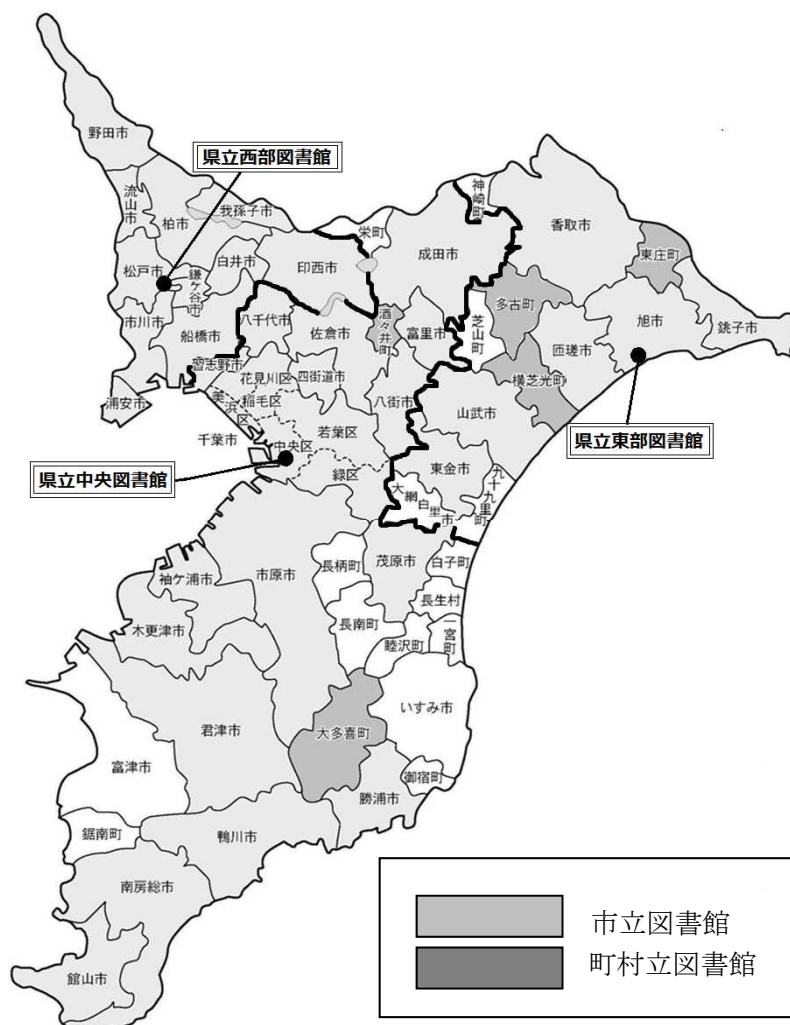 野田市
県立西部図書館
流山市
柏市
我孫子市
神崎町
栄町
成田市
香取市
東庄町
松戸市
鎌ケ谷市
白井市
印西市
市川市
船橋市
八千代市
佐倉市
酒々井町
富里市
芝山町
多古町
旭市
銚子市
匝瑳市
習志野市
浦安市
花見川区
四街道市
八街市
横芝光町
美浜区
稲毛区
山武市
千葉市
中央区
若葉区
県立東部図書館
県立中央図書館
緑区
東金市
九十九里町
大網白里市
袖ケ浦市
市原市
長柄町
茂原市
白子町
長生村
木更津市
長南町
睦沢町
一宮町
君津市
大多喜町
いすみ市
富津市
御宿町
勝浦市
鋸南町
鴨川市
南房総市
館山市
市立図書館
町村立図書館